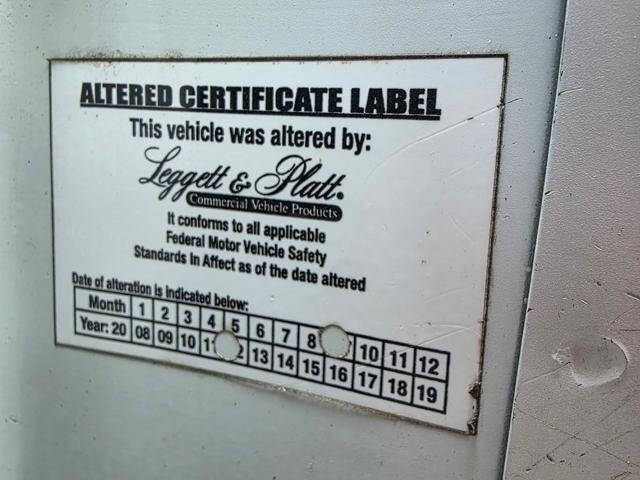 ALTERED CERTIFICATE LABEL
This vehicle was altered by:
Leggett & Platt.
Commercial Vehicle Products
It conforms to all applicable
Federal Motor Vehicle Safety
Standards In Affect as of the date altered
Date of alteration is indicated below:
Month 1 2 3 4 5 6 7 8 10 11 12
Year: 20 08 09 10 13 14 15 16 17 18 19